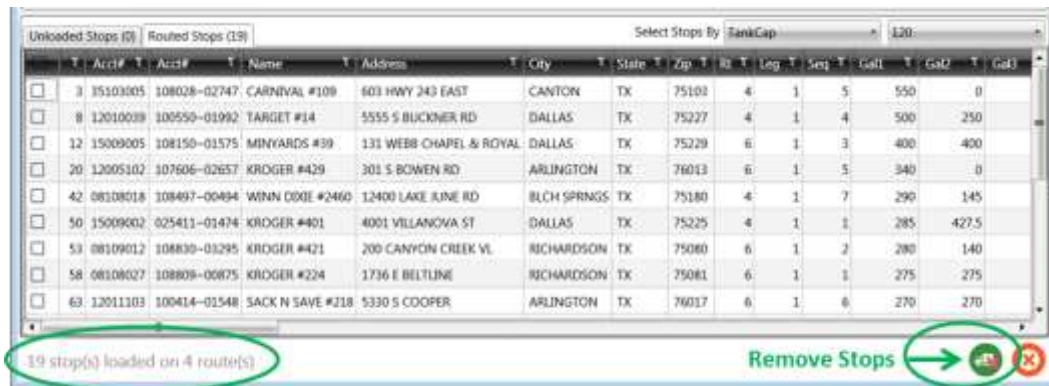 Unloaded Stops (0) Routed Stops (19) Select Stops By TankCap 120
Acct# Acct# Name Address City State Zip Rt Leg Seq Gal1 Gal2 Gal3
3 35103005 108028-02747 CARNIVAL #109 603 HWY 243 EAST CANTON TX 75103 4 1 5 550 0
8 12010039 100550-01992 TARGET #14 5555 S BUCKNER RD DALLAS TX 75227 4 1 4 500 250
12 15009005 108150-01575 MINYARDS #39 131 WEBB CHAPEL & ROYAL DALLAS TX 75229 6 1 3 400 400
20 12005102 107606-02657 KROGER #429 301 S BOWEN RD ARLINGTON TX 76013 6 1 5 340 0
42 08108018 108497-00494 WINN DIXIE #2460 12400 LAKE JUNE RD BLCH SPRINGS TX 75180 4 1 7 290 145
50 15009002 025411-01474 KROGER #401 4001 VILLANOVA ST DALLAS TX 75225 4 1 1 285 427.5
53 08109012 108830-03295 KROGER #421 200 CANYON CREEK VL RICHARDSON TX 75080 6 1 2 280 140
58 08108027 108809-00875 KROGER #224 1736 E BELTLINE RICHARDSON TX 75081 6 1 1 275 275
63 12011103 100414-01548 SACK N SAVE #218 5330 S COOPER ARLINGTON TX 76017 6 1 6 270 270
19 stop(s) loaded on 4 route(s) Remove Stops